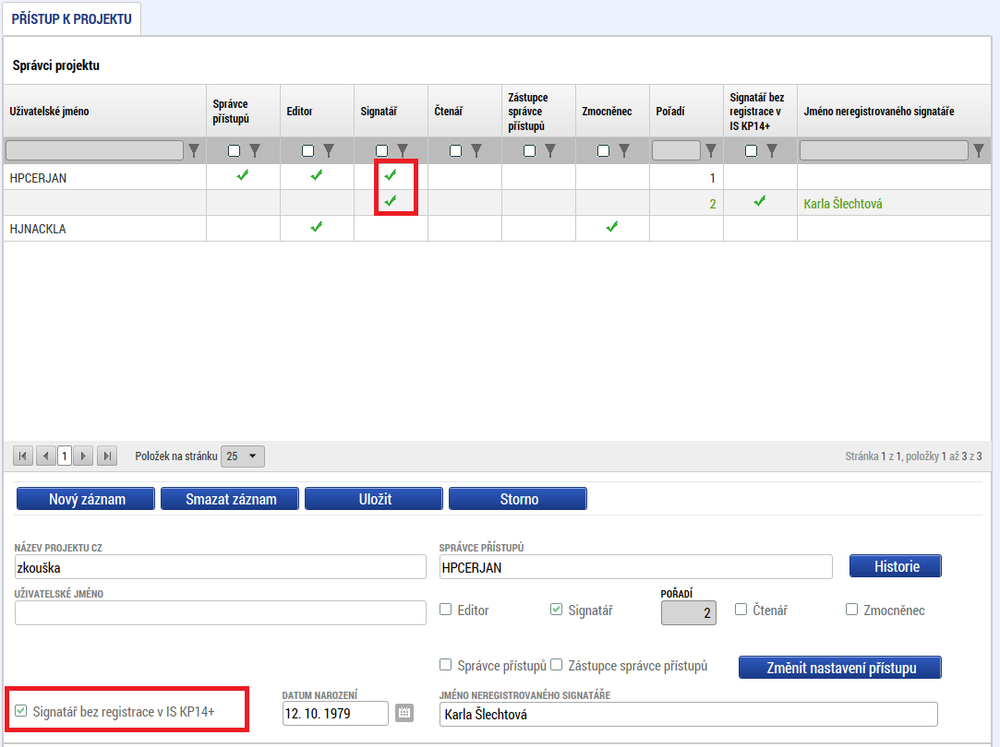 PŘÍSTUP K PROJEKTU
Správci projektu
Uživatelské jméno
Správce
přístupů
Editor
Signatář
Čtenář
Zástupce
správce
přístupů
Zmocněnec
Pořadí
Signatář bez
registrace v
IS KP14+
Jméno neregistrovaného signatáře
HPCERJAN 1
2 Karla Šlechtová
HJNACKLA
1 Položek na stránku 25 Stránka 1 z 1, položky 1 až 3 z 3
Nový záznam Smazat záznam Uložit Storno
NÁZEV PROJEKTU CZ SPRÁVCE PŘÍSTUPŮ
zkouška HPCERJAN Historie
UŽIVATELSKÉ JMÉNO POŘADÍ
Editor Signatář 2 Čtenář Zmocněnec
Správce přístupů Zástupce správce přístupů Změnit nastavení přístupu
DATUM NAROZENÍ JMÉNO NEREGISTROVANÉHO SIGNATÁŘE
Signatář bez registrace v IS KP14+ 12. 10. 1979 Karla Šlechtová